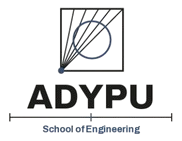 ADYPU
School of Engineering